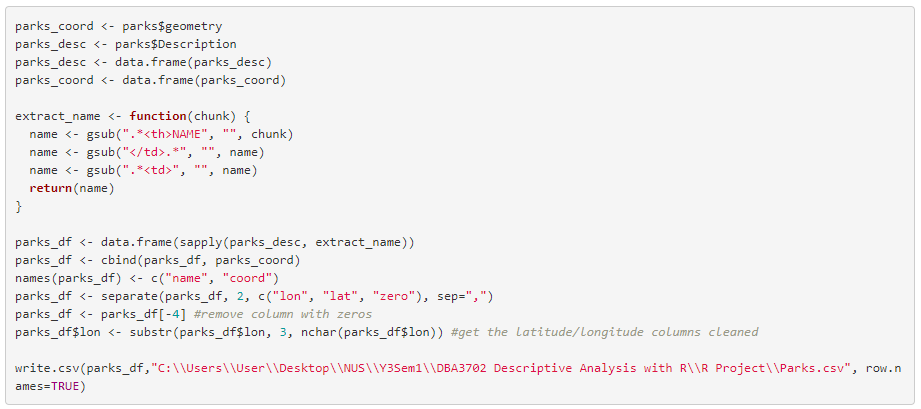 parks_coord <- parks$geometry
parks_desc <- parks$Description
parks_desc <- data.frame(parks_desc)
parks_coord <- data.frame(parks_coord)

extract_name <- function(chunk) {
  name <- gsub(".*<th>NAME", "", chunk)
  name <- gsub("</td>.*", "", name)
  name <- gsub(".*<td>", "", name)
  return(name)
}

parks_df <- data.frame(sapply(parks_desc, extract_name))
parks_df <- cbind(parks_df, parks_coord)
names(parks_df) <- c("name", "coord")
parks_df <- separate(parks_df, 2, c("lon", "lat", "zero"), sep=",")
parks_df <- parks_df[-4] #remove column with zeros
parks_df$lon <- substr(parks_df$lon, 3, nchar(parks_df$lon)) #get the latitude/longitude columns cleaned

write.csv(parks_df,"C:\\Users\\User\\Desktop\\NUS\\Y3Sem1\\DBA3702 Descriptive Analysis with R\\R Project\\Parks.csv", row.n
ames=TRUE)